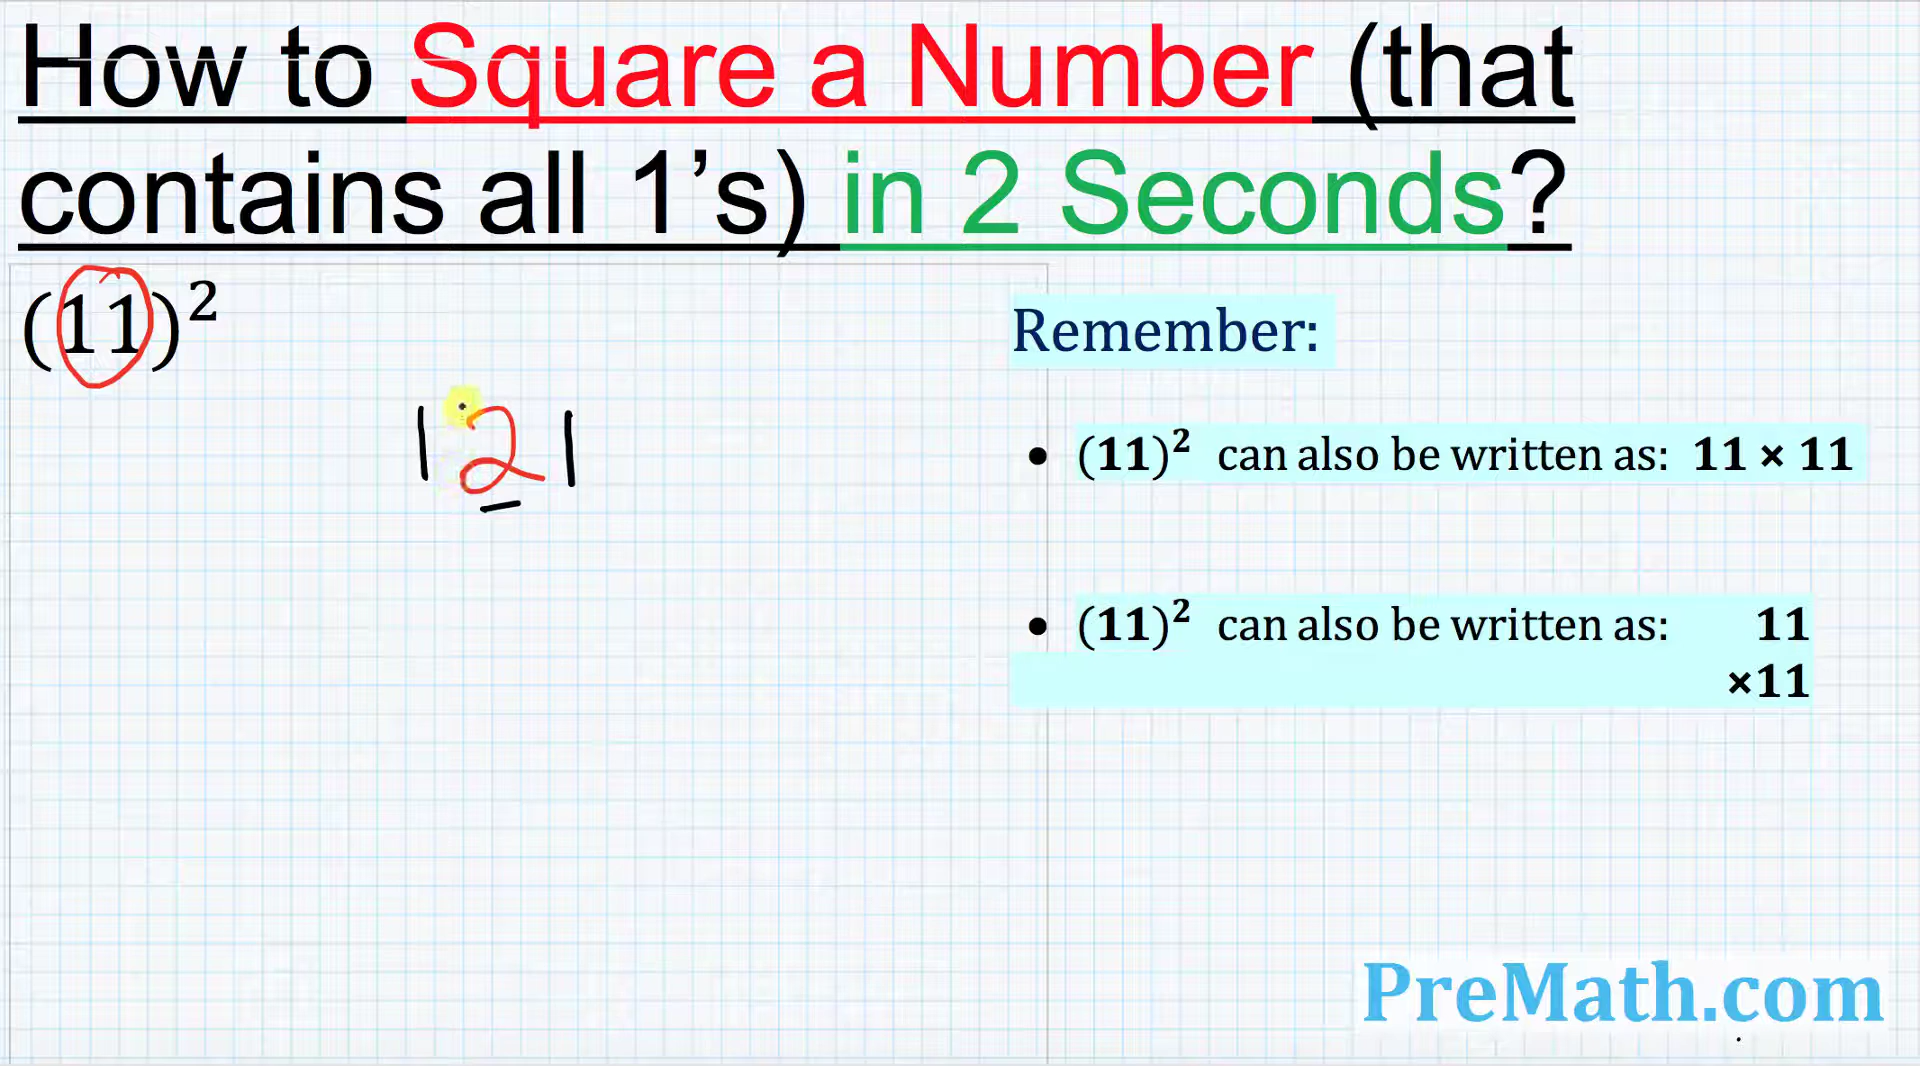 How to Square a Number (that
contains all 1’s) in 2 Seconds?
(11)²
121
Remember:
• (11)² can also be written as: 11 × 11
• (11)² can also be written as: 11
×11
PreMath.com